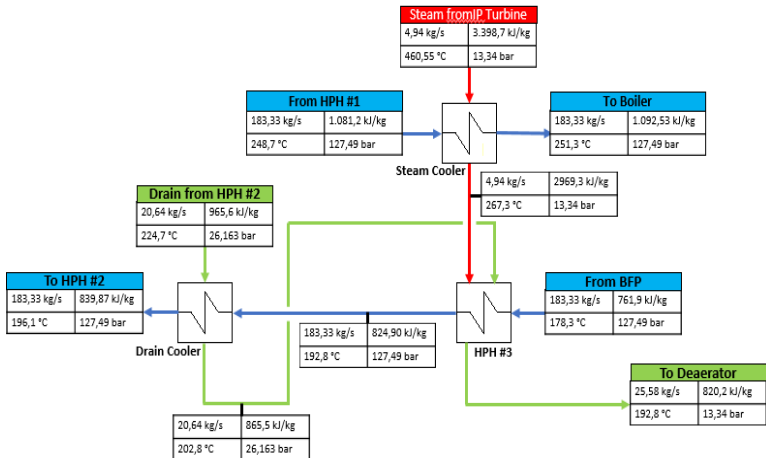 Steam fromIP Turbine
4,94 kg/s 3.398,7 kJ/kg
460,55 °C 13,34 bar
From HPH #1
183,33 kg/s 1.081,2 kJ/kg
248,7 °C 127,49 bar
To Boiler
183,33 kg/s 1.092,53 kJ/kg
251,3 °C 127,49 bar
Steam Cooler
4,94 kg/s 2969,3 kJ/kg
267,3 °C 13,34 bar
Drain from HPH #2
20,64 kg/s 965,6 kJ/kg
224,7 °C 26,163 bar
To HPH #2
183,33 kg/s 839,87 kJ/kg
196,1 °C 127,49 bar
From BFP
183,33 kg/s 761,9 kJ/kg
178,3 °C 127,49 bar
183,33 kg/s 824,90 kJ/kg
192,8 °C 127,49 bar
Drain Cooler
HPH #3
To Deaerator
25,58 kg/s 820,2 kJ/kg
192,8 °C 13,34 bar
20,64 kg/s 865,5 kJ/kg
202,8 °C 26,163 bar